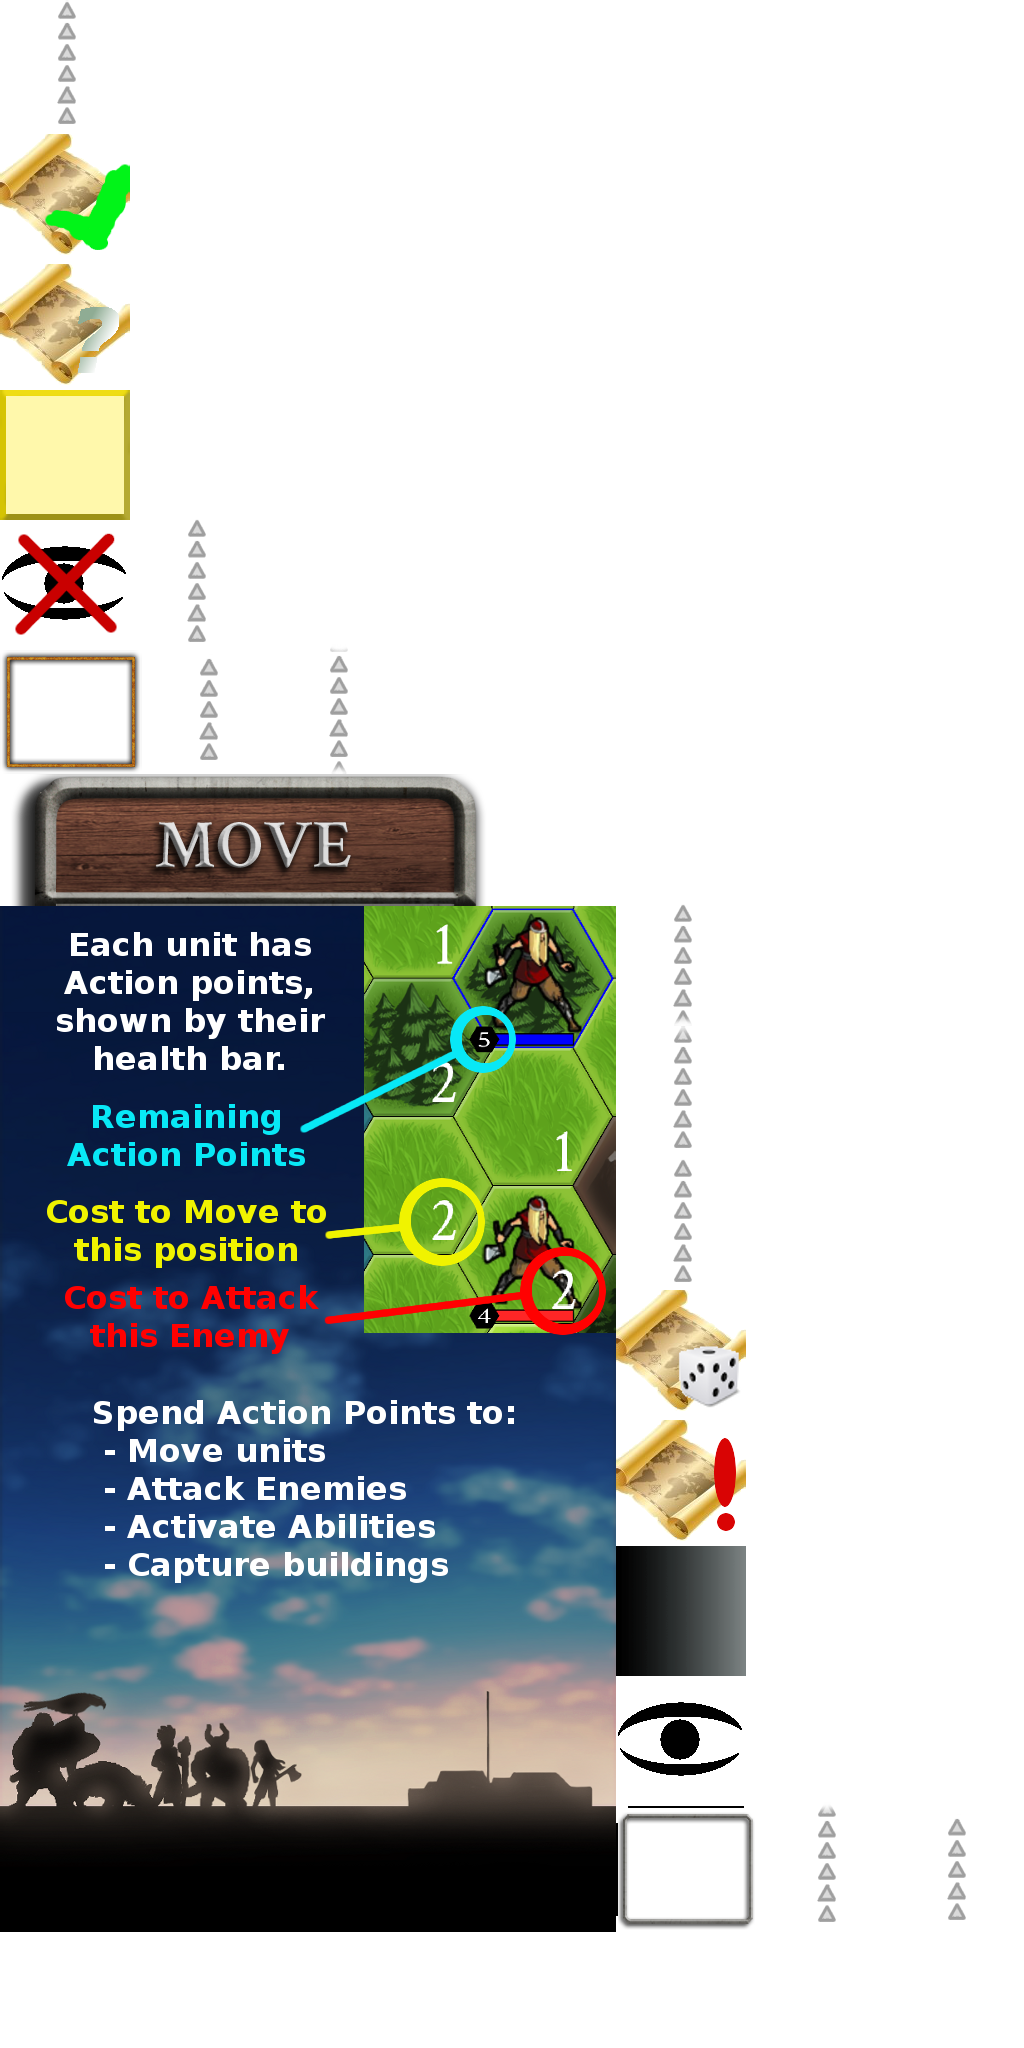 ?
MOVE
Each unit has
Action points,
shown by their
health bar.
Remaining
Action Points
Cost to Move to
this position
Cost to Attack
this Enemy
1
5
2
1
2
2
4
Spend Action Points to:
- Move units
- Attack Enemies
- Activate Abilities
- Capture buildings
!